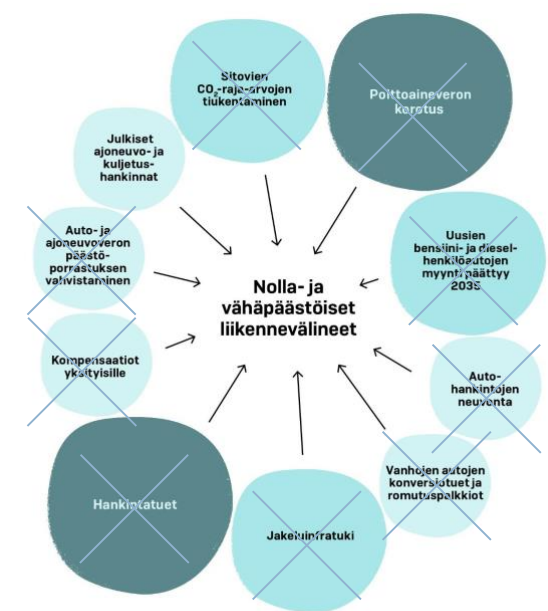 Sitovien
CO₂-raja-arvojen
tiukentaminen
Polttoaineveron
korotus
Julkiset
ajoneuvo- ja
kuljetus-
hankinnat
Auto- ja
ajoneuvoveron
päästö-
porrastuksen
vahvistaminen
Uusien
bensiini- ja diesel-
henkilöautojen
myynti päättyy
2035
Nolla- ja
vähäpäästöiset
liikennevälineet
Kompensaatiot
yksityisille
Auto-
hankintojen
neuvonta
Vanhojen autojen
konversiotuet ja
romutuspalkkiot
Hankintatuet
Jakeluinfratuki